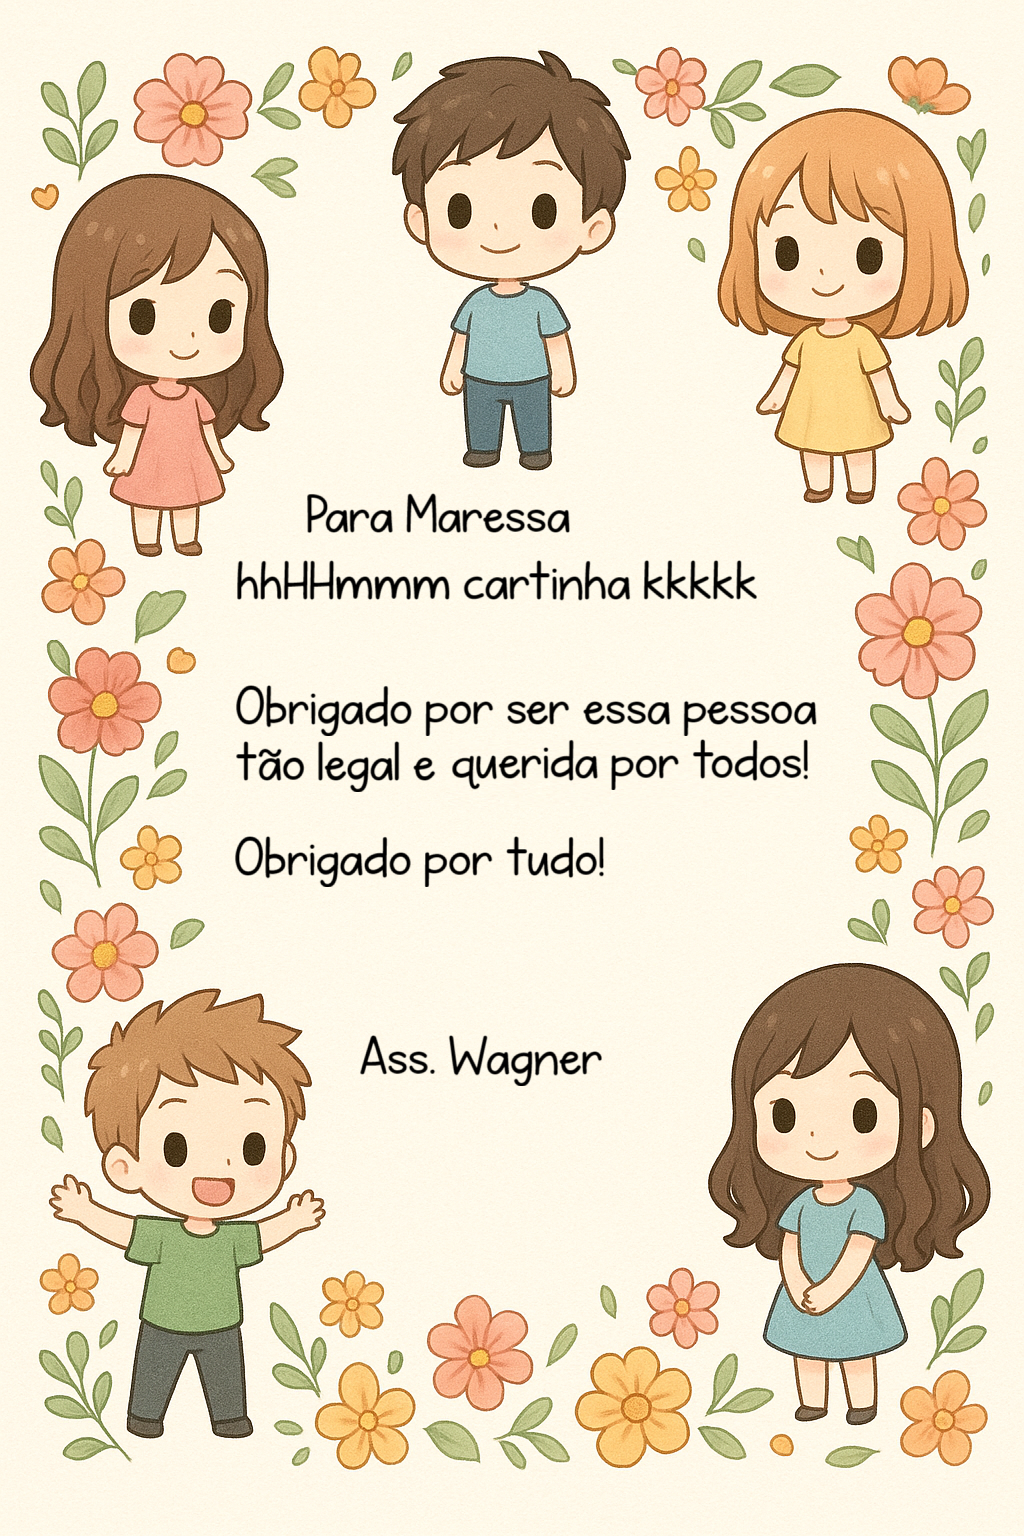 Para Maressa
hhHHmmm cartinha kkkkk
Obrigado por ser essa pessoa
tão legal e querida por todos!
Obrigado por tudo!
Ass. Wagner